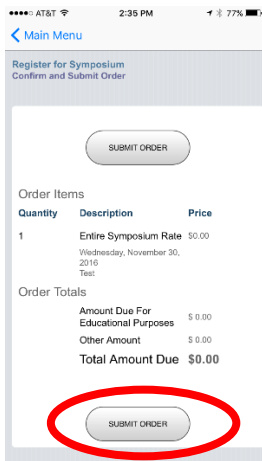 AT&T 2:35 PM 77%
Main Menu
Register for Symposium
Confirm and Submit Order
SUBMIT ORDER
Order Items
Quantity Description Price
1 Entire Symposium Rate $0.00
Wednesday, November 30,
2016
Test
Order Totals
Amount Due For
Educational Purposes $ 0.00
Other Amount $ 0.00
Total Amount Due $0.00
SUBMIT ORDER